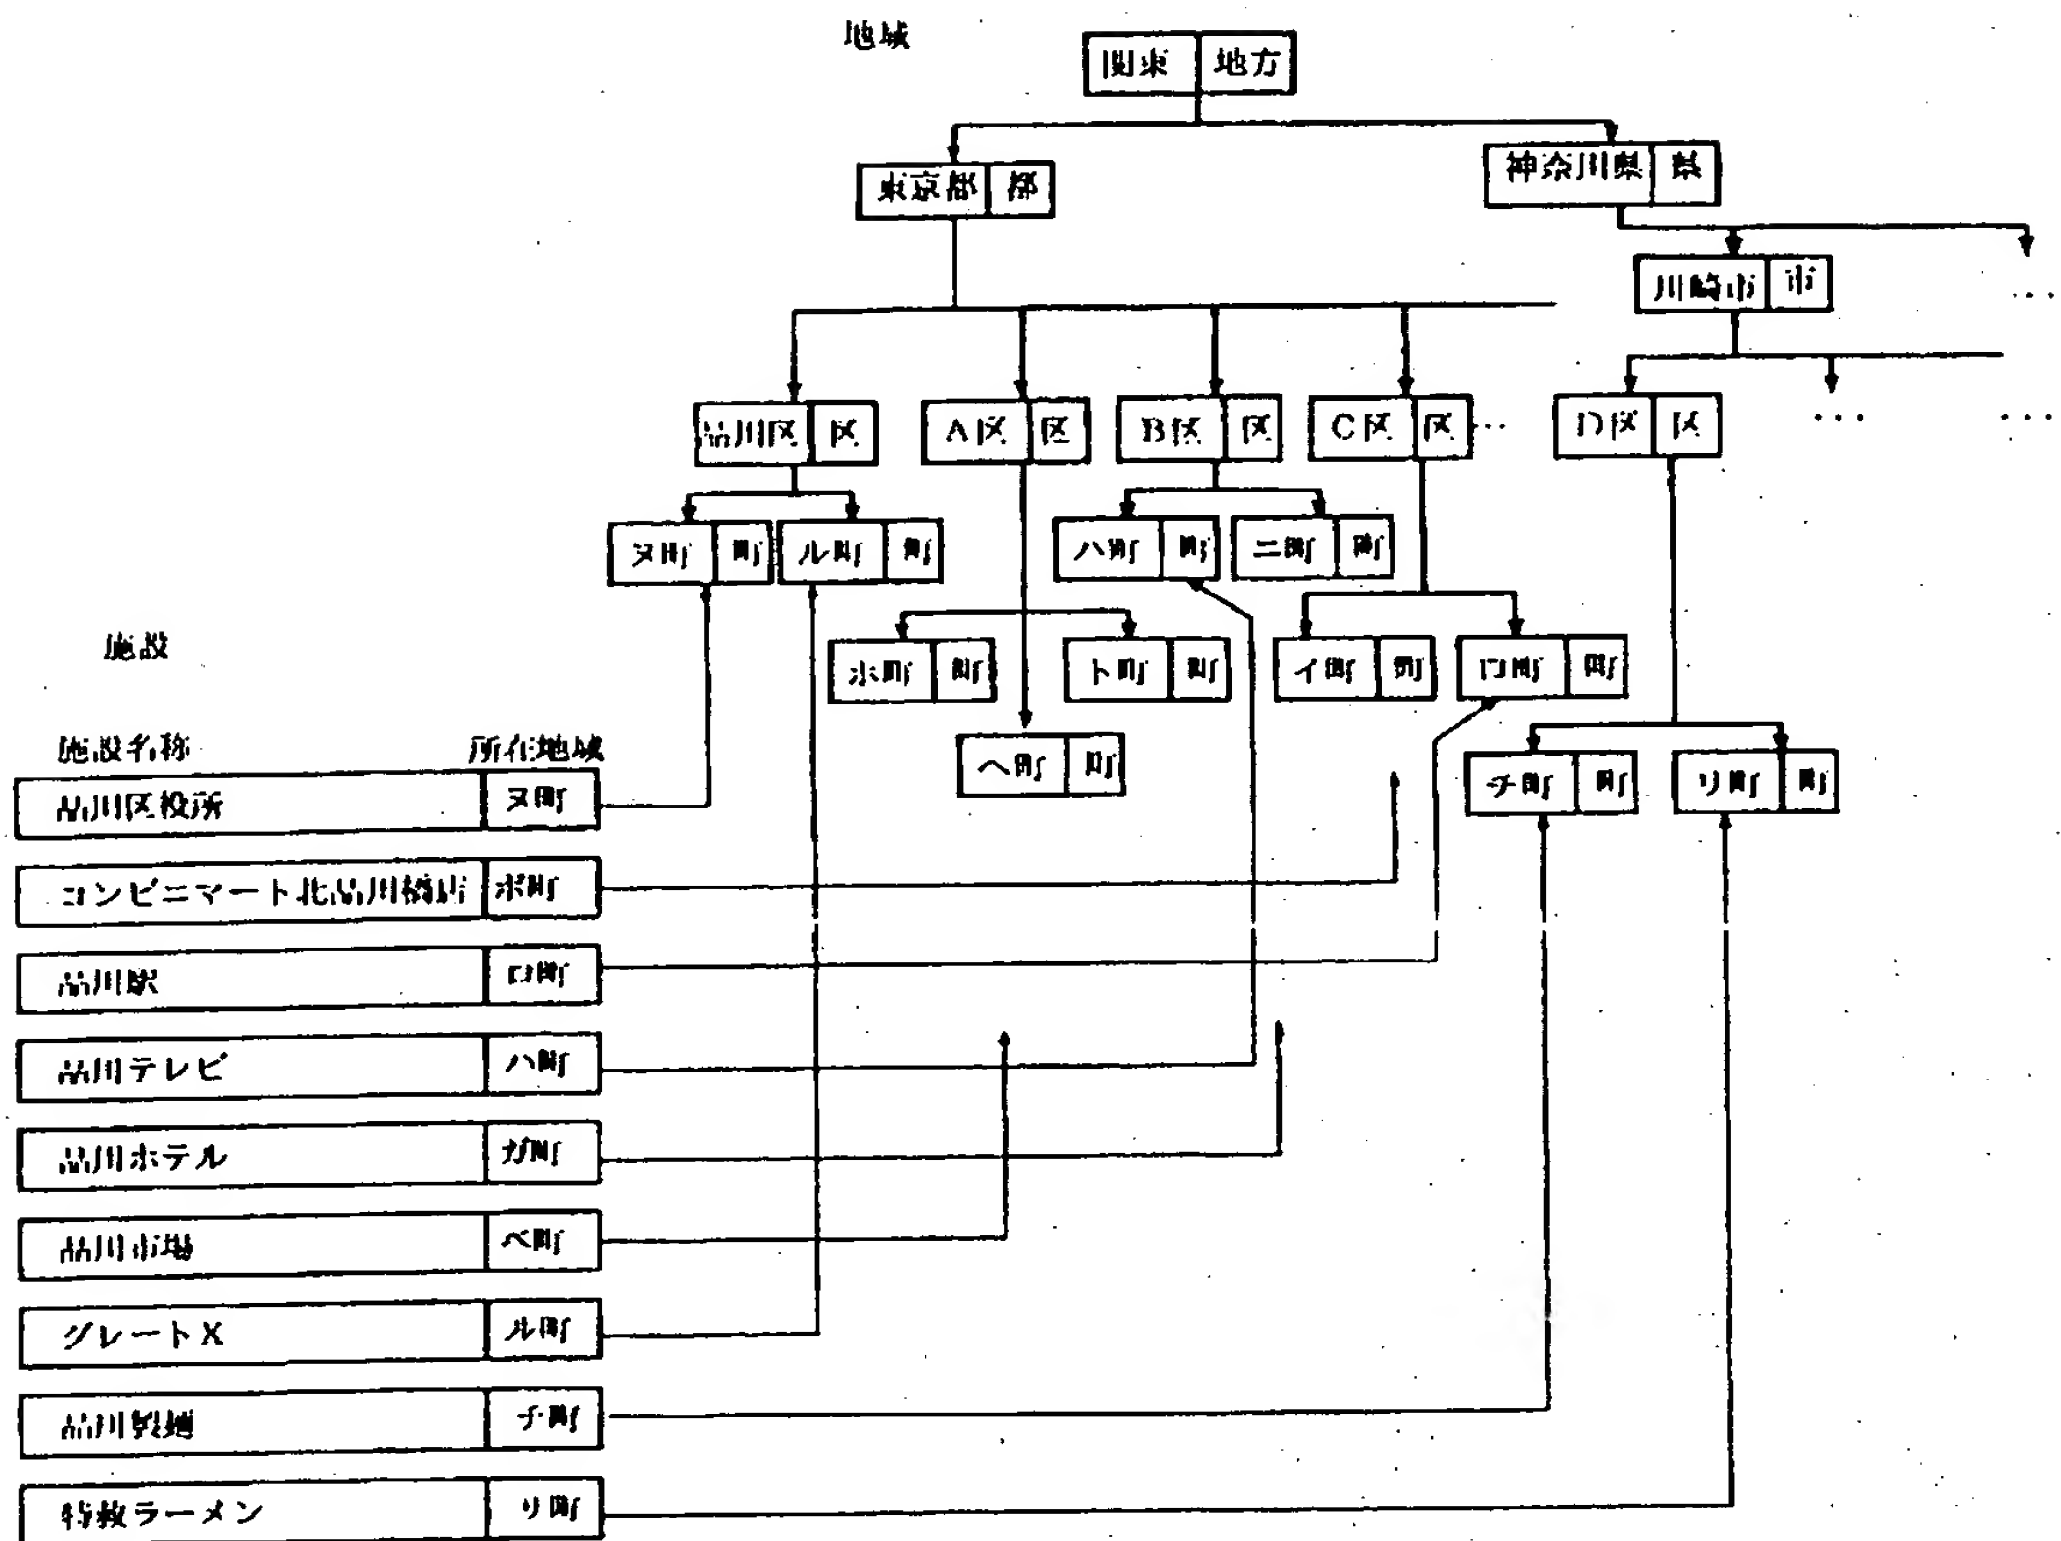 地域
関東 地方
東京都 都
神奈川県 県
川崎市 市
...
品川区 区
A区 区
B区 区
C区 区
...
D区 区
...
...
ヌ町 町
ル町 町
ハ町 町
ニ町 町
ホ町 町
ト町 町
イ町 町
ロ町 町
ヘ町 町
チ町 町
リ町 町
施設
施設名称 所在地域
品川区役所 ヌ町
コンビニマート北品川橋店 ボ町
品川駅 ロ町
品川テレビ ハ町
品川ホテル ガ町
品川市場 ベ町
グレートX ル町
品川製麺 チ町
特救ラーメン リ町